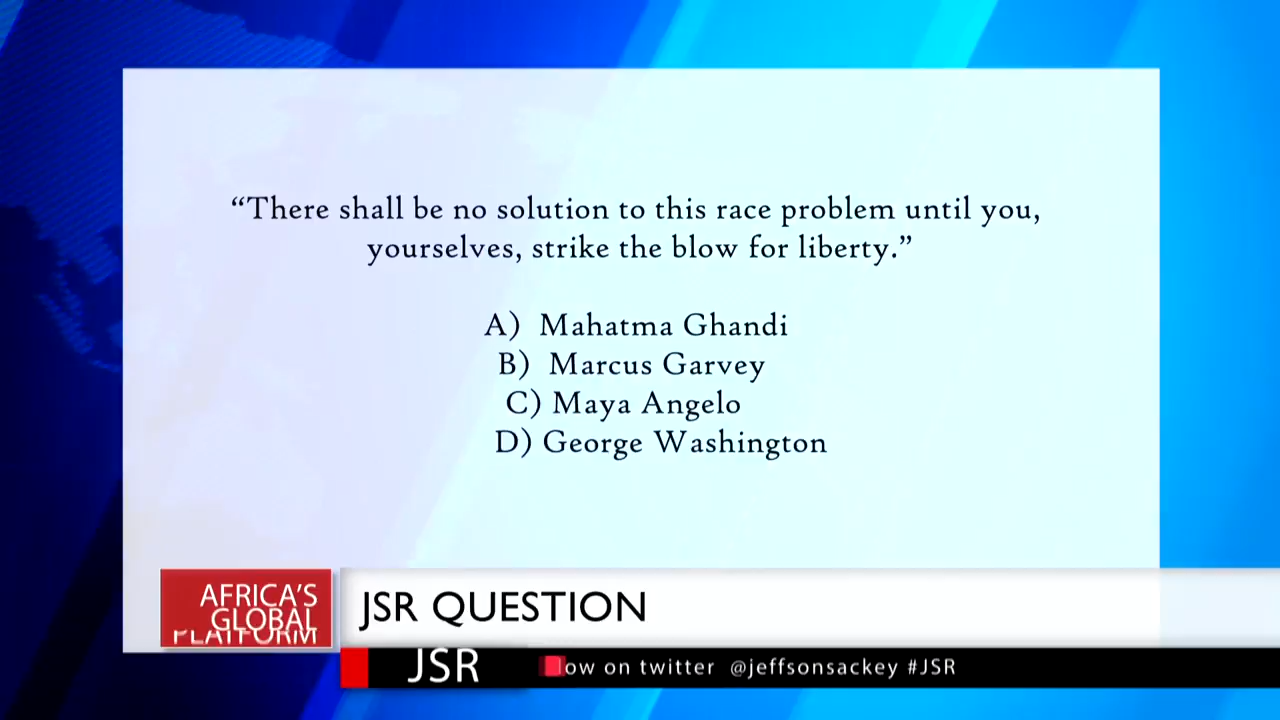 “There shall be no solution to this race problem until you,
yourselves, strike the blow for liberty.”
A) Mahatma Ghandi
B) Marcus Garvey
C) Maya Angelo
D) George Washington
AFRICA'S
GLOBAL
PLATFORM
JSR QUESTION
JSR
ow on twitter @jeffsonsackey #JSR